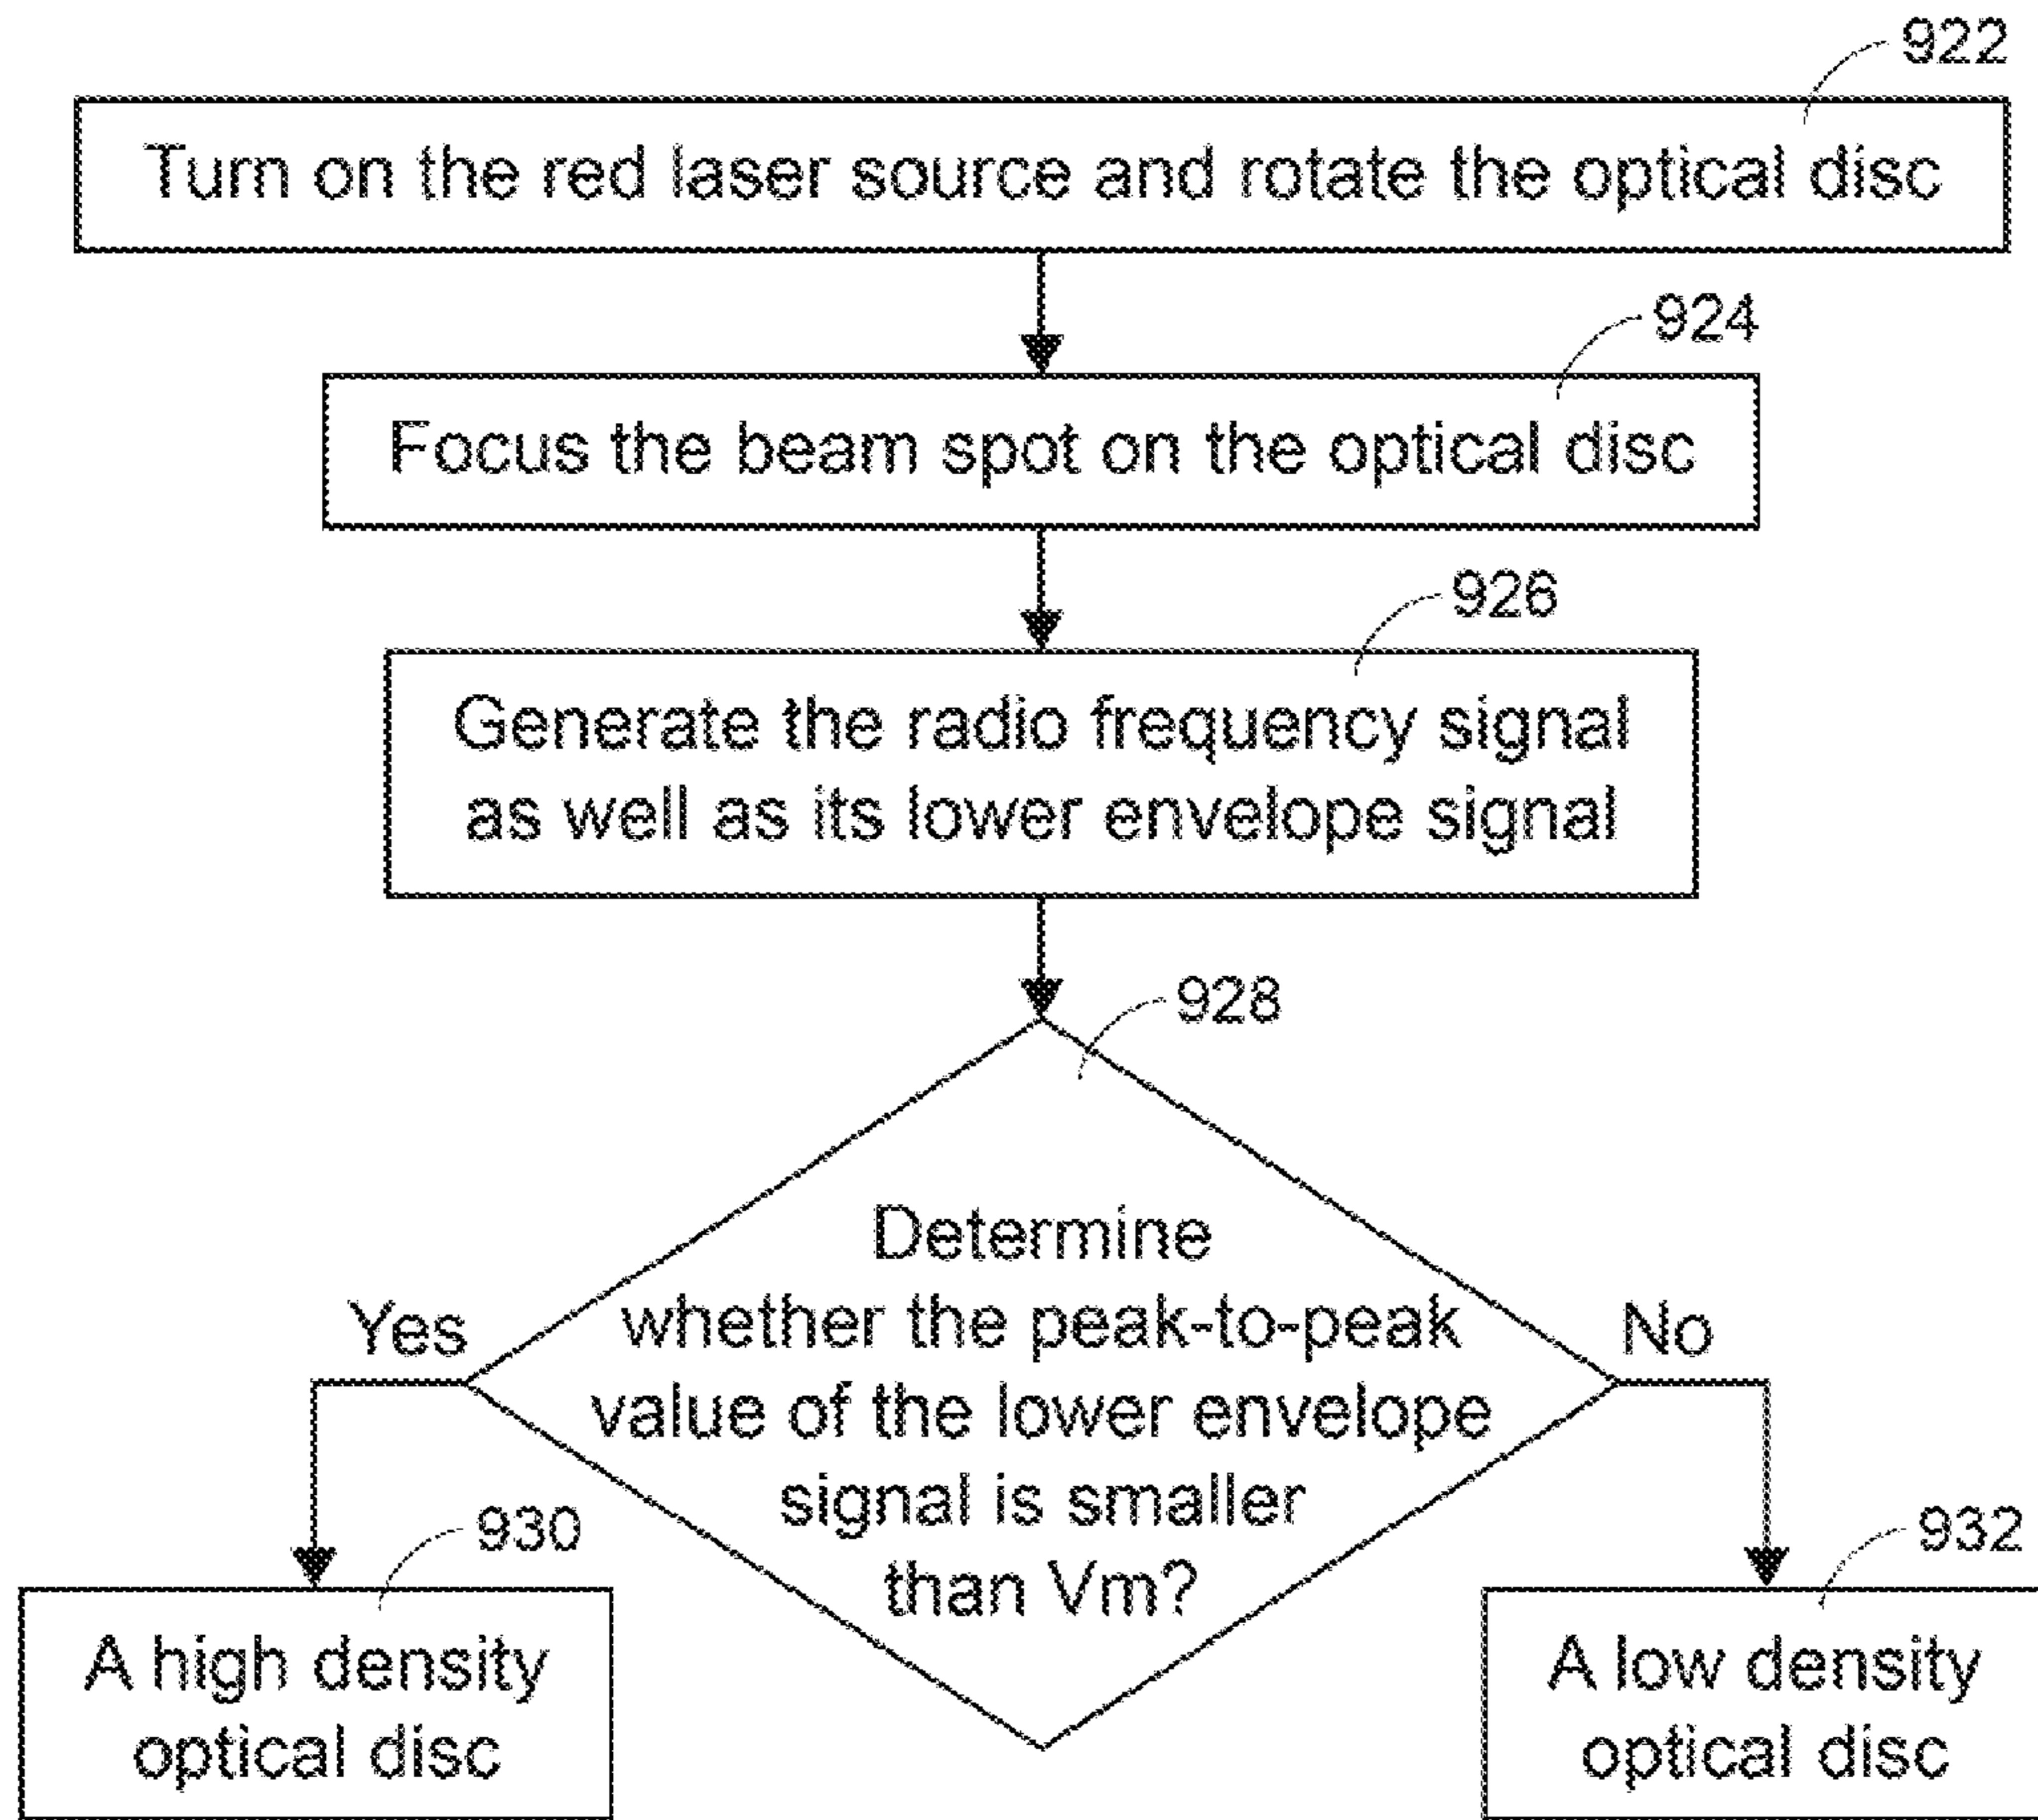 922
Turn on the red laser source and rotate the optical disc
924
Focus the beam spot on the optical disc
926
Generate the radio frequency signal
as well as its lower envelope signal
928
Determine
whether the peak-to-peak
value of the lower envelope
signal is smaller
than Vm?
Yes
No
930
A high density
optical disc
932
A low density
optical disc